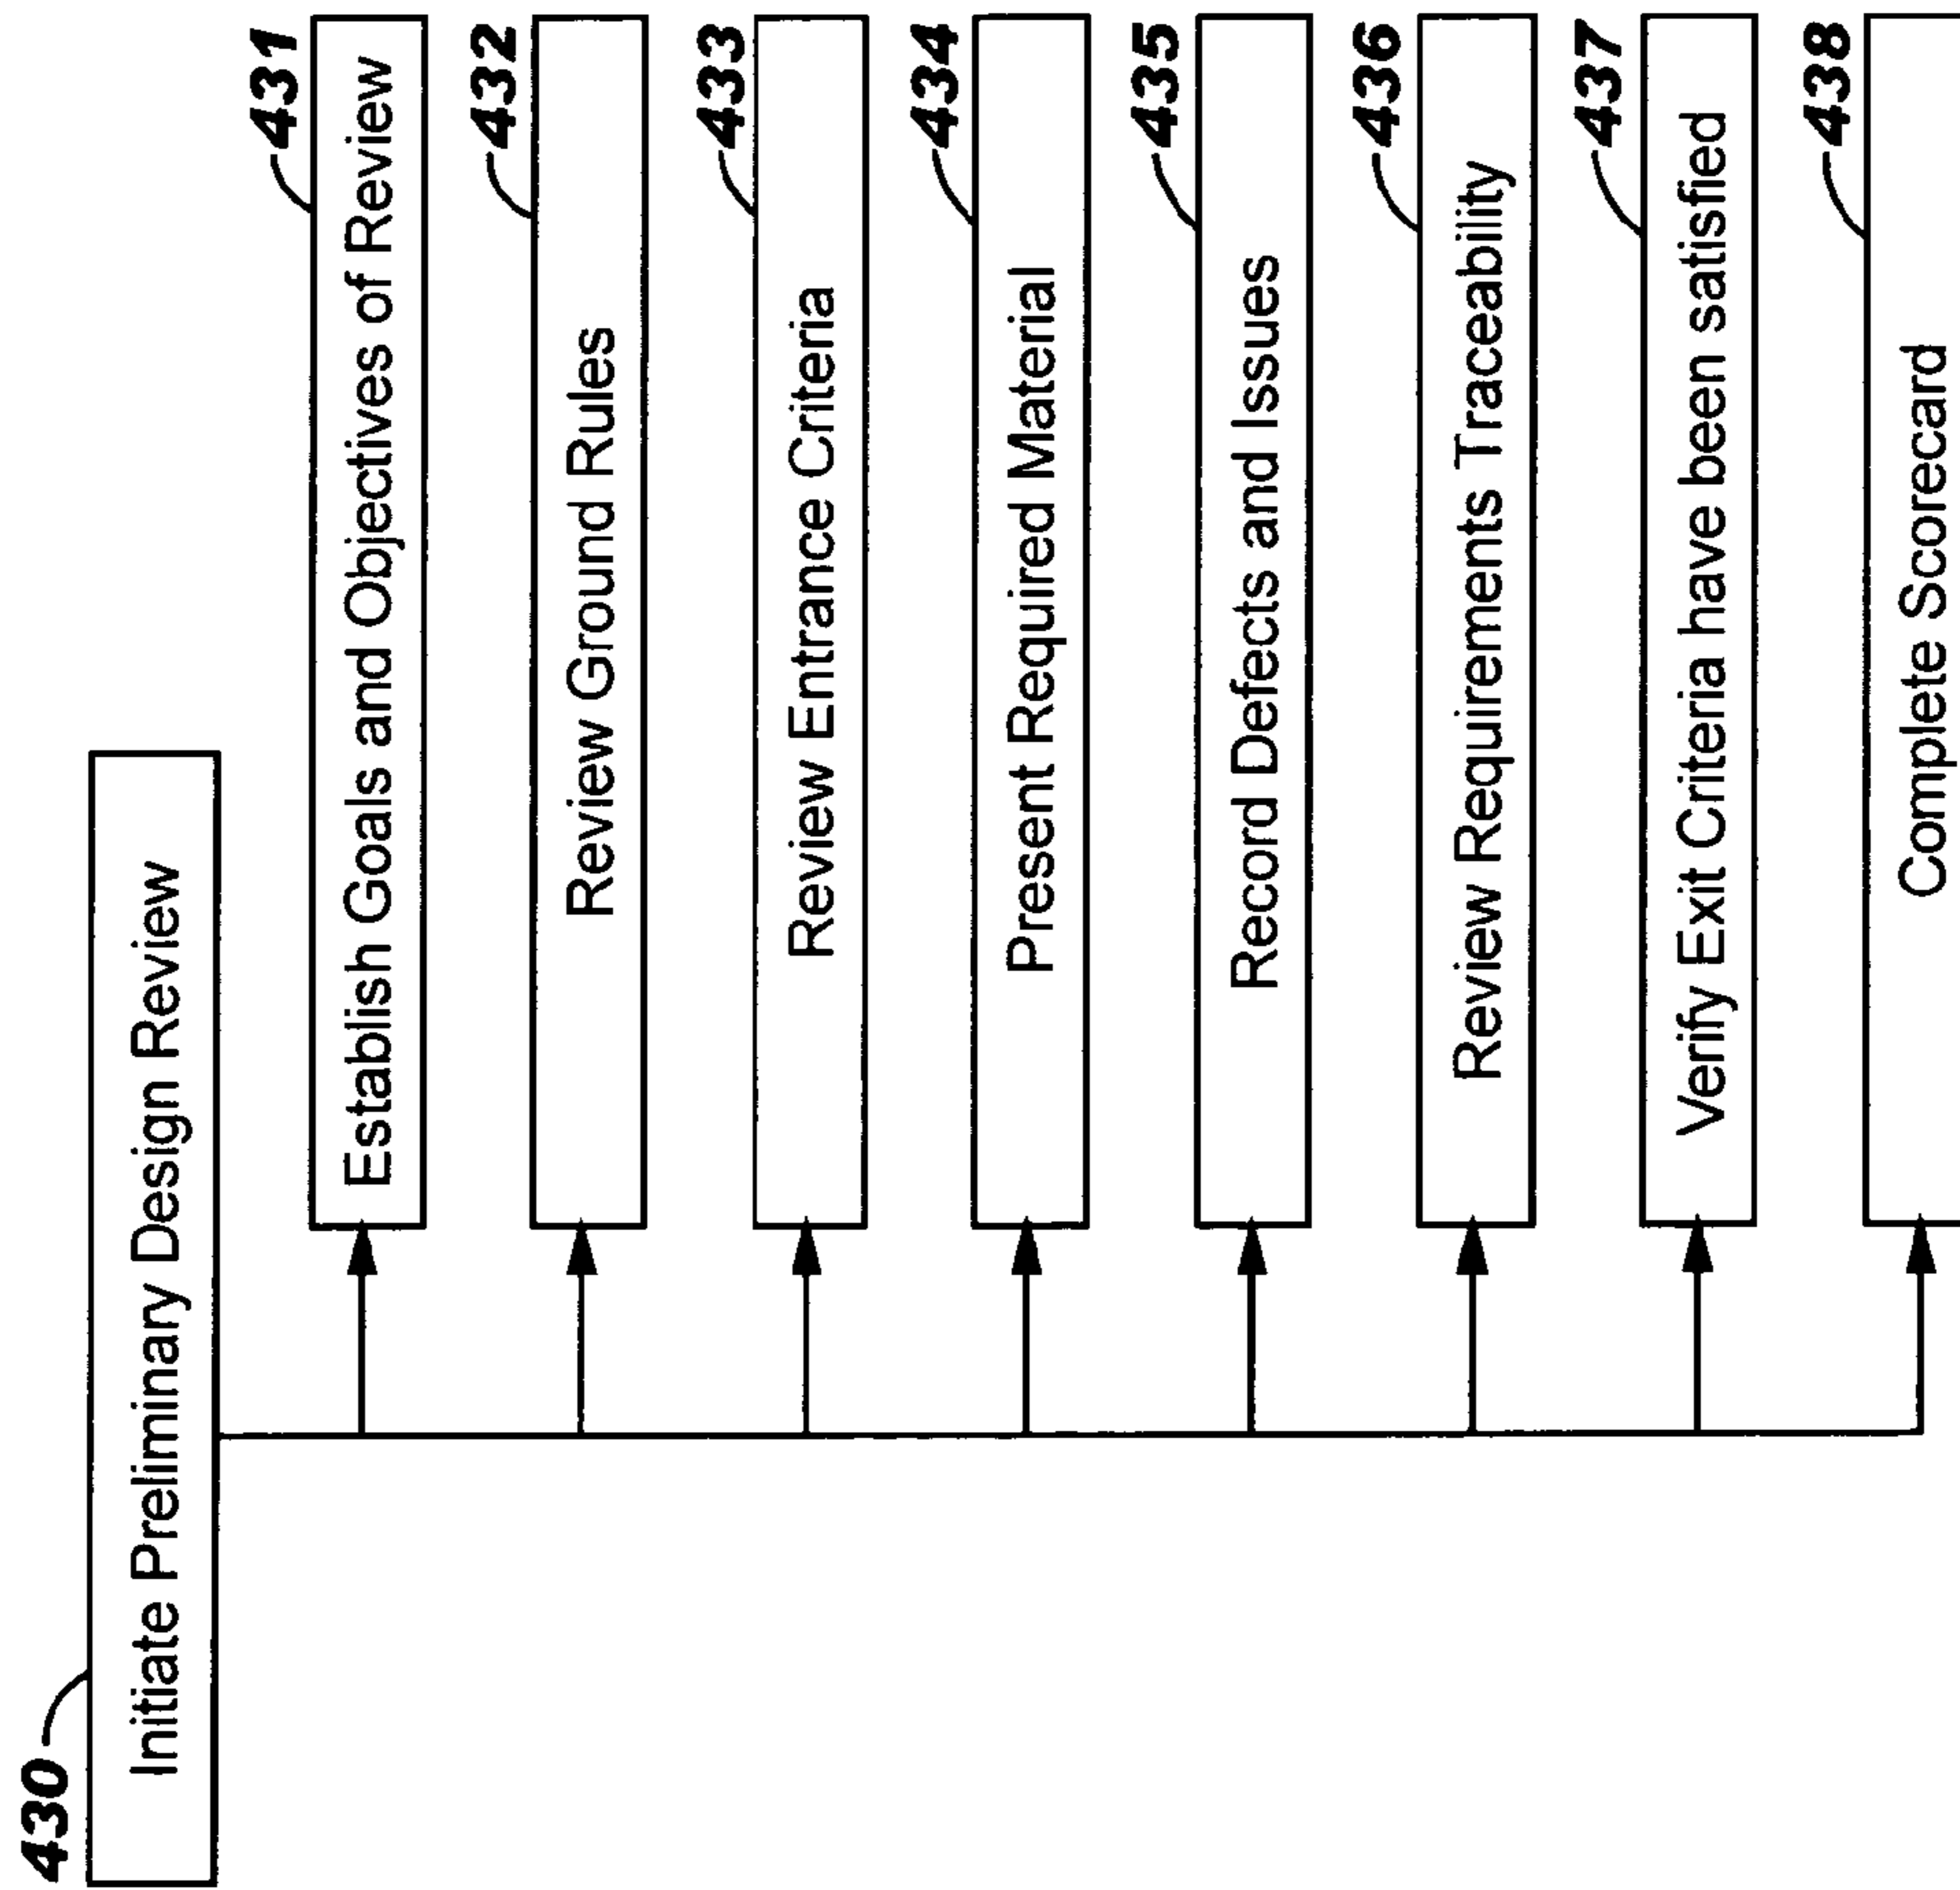 430
Initiate Preliminary Design Review
431
Establish Goals and Objectives of Review
432
Review Ground Rules
433
Review Entrance Criteria
434
Present Required Material
435
Record Defects and Issues
436
Review Requirements Traceability
437
Verify Exit Criteria have been satisfied
438
Complete Scorecard